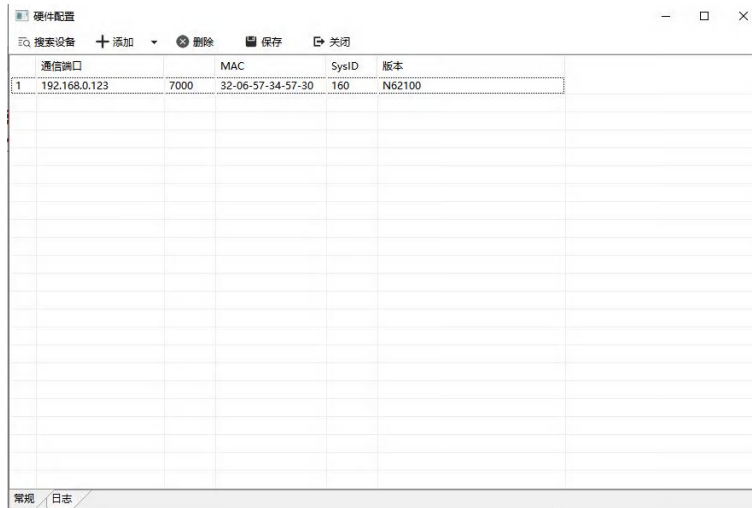 硬件配置
搜索设备 添加 删除 保存 关闭
通信端口 MAC SysID 版本
1 192.168.0.123 7000 32-06-57-34-57-30 160 N62100
常规 日志